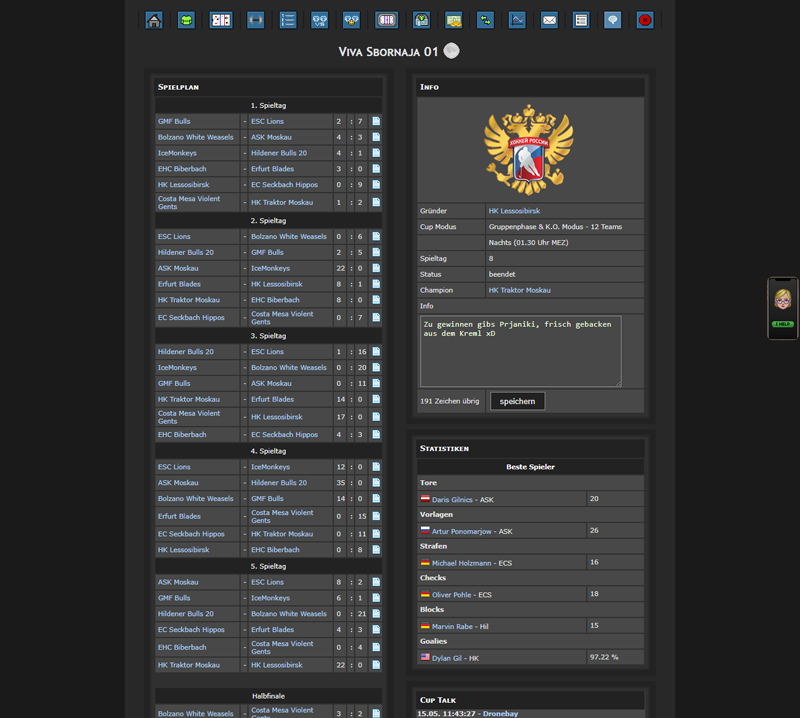 Viva Sbornaja 01
Spielplan
1. Spieltag
GMF Bulls - ESC Lions 2 : 7
Bolzano White Weasels - ASK Moskau 4 : 3
IceMonkeys - Hildener Bulls 20 4 : 1
EHC Biberbach - Erfurt Blades 3 : 0
HK Lessosibirsk - EC Seckbach Hippos 0 : 9
Costa Mesa Violent
Gents - HK Traktor Moskau 1 : 2
2. Spieltag
ESC Lions - Bolzano White Weasels 0 : 6
Hildener Bulls 20 - GMF Bulls 2 : 5
ASK Moskau - IceMonkeys 22 : 0
Erfurt Blades - HK Lessosibirsk 8 : 1
HK Traktor Moskau - EHC Biberbach 8 : 0
EC Seckbach Hippos - Costa Mesa Violent
Gents 0 : 7
3. Spieltag
Hildener Bulls 20 - ESC Lions 1 : 16
IceMonkeys - Bolzano White Weasels 0 : 20
GMF Bulls - ASK Moskau 0 : 11
HK Traktor Moskau - Erfurt Blades 14 : 0
Costa Mesa Violent
Gents - HK Lessosibirsk 17 : 0
EHC Biberbach - EC Seckbach Hippos 4 : 3
4. Spieltag
ESC Lions - IceMonkeys 12 : 0
ASK Moskau - Hildener Bulls 20 35 : 0
Bolzano White Weasels - GMF Bulls 14 : 0
Erfurt Blades - Costa Mesa Violent
Gents 0 : 15
EC Seckbach Hippos - HK Traktor Moskau 0 : 11
HK Lessosibirsk - EHC Biberbach 0 : 8
5. Spieltag
ASK Moskau - ESC Lions 8 : 2
GMF Bulls - IceMonkeys 6 : 1
Hildener Bulls 20 - Bolzano White Weasels 0 : 21
EC Seckbach Hippos - Erfurt Blades 4 : 3
EHC Biberbach - Costa Mesa Violent
Gents 0 : 4
HK Traktor Moskau - HK Lessosibirsk 22 : 0
Halbfinale
Bolzano White Weasels - Costa Mesa Violent
Gents 3 : 2
Info
ХОККЕЙ РОССИИ
Gründer HK Lessosibirsk
Cup Modus Gruppenphase & K.O. Modus - 12 Teams
Nachts (01.30 Uhr MEZ)
Spieltag 8
Status beendet
Champion HK Traktor Moskau
Info
Zu gewinnen gibs Prjaniki, frisch gebacken
aus dem Kreml xD
191 Zeichen übrig speichern
Statistiken
Beste Spieler
Tore
Daris Gilnics - ASK 20
Vorlagen
Artur Ponomarjow - ASK 26
Strafen
Michael Holzmann - ECS 16
Checks
Oliver Pohle - ECS 18
Blocks
Marvin Rabe - Hil 15
Goalies
Dylan Gil - HK 97.22 %
Cup Talk
15.05. 11:43:27 - Dronebay